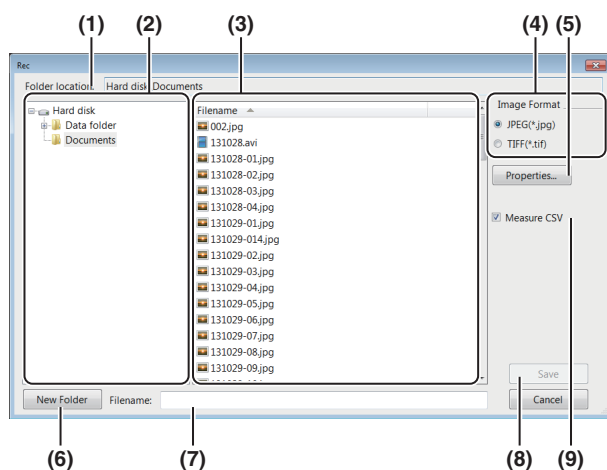 (1) (2) (3) (4) (5)
Rec
Folder location: Hard disk Documents
Hard disk
Data folder
Documents
Filename
002.jpg
131028.avi
131028-01.jpg
131028-02.jpg
131028-03.jpg
131028-04.jpg
131029-01.jpg
131029-014.jpg
131029-02.jpg
131029-03.jpg
131029-04.jpg
131029-05.jpg
131029-06.jpg
131029-07.jpg
131029-08.jpg
131029-09.jpg
Image Format
JPEG(*.jpg)
TIFF(*.tif)
Properties...
Measure CSV
Save
New Folder Filename: Cancel
(6) (7) (8) (9)